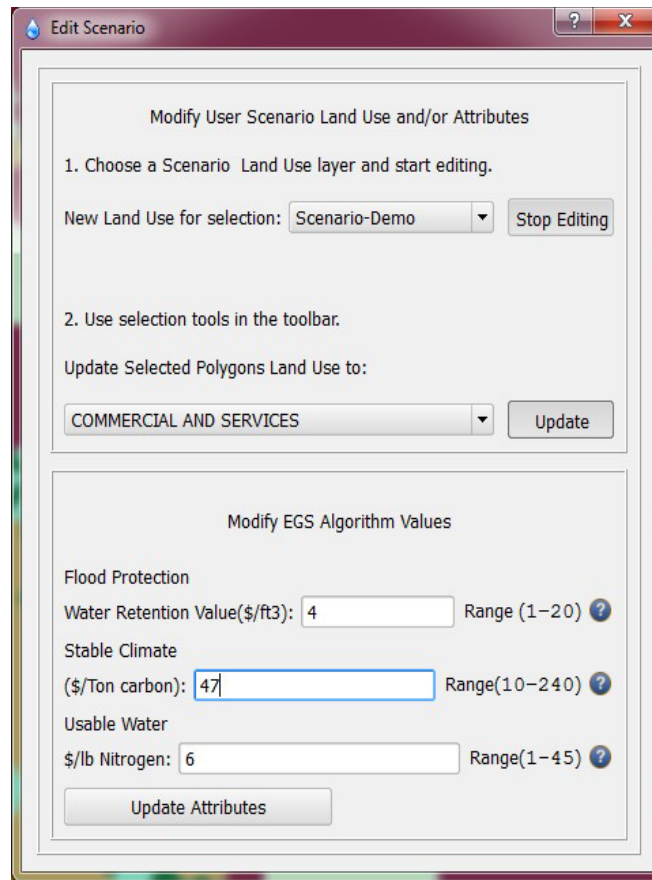 Edit Scenario
Modify User Scenario Land Use and/or Attributes
1. Choose a Scenario Land Use layer and start editing.
New Land Use for selection: Scenario-Demo Stop Editing
2. Use selection tools in the toolbar.
Update Selected Polygons Land Use to:
COMMERCIAL AND SERVICES Update
Modify EGS Algorithm Values
Flood Protection
Water Retention Value($/ft3): 4 Range (1-20) ?
Stable Climate
($/Ton carbon): 47 Range(10-240) ?
Usable Water
$/lb Nitrogen: 6 Range(1-45) ?
Update Attributes